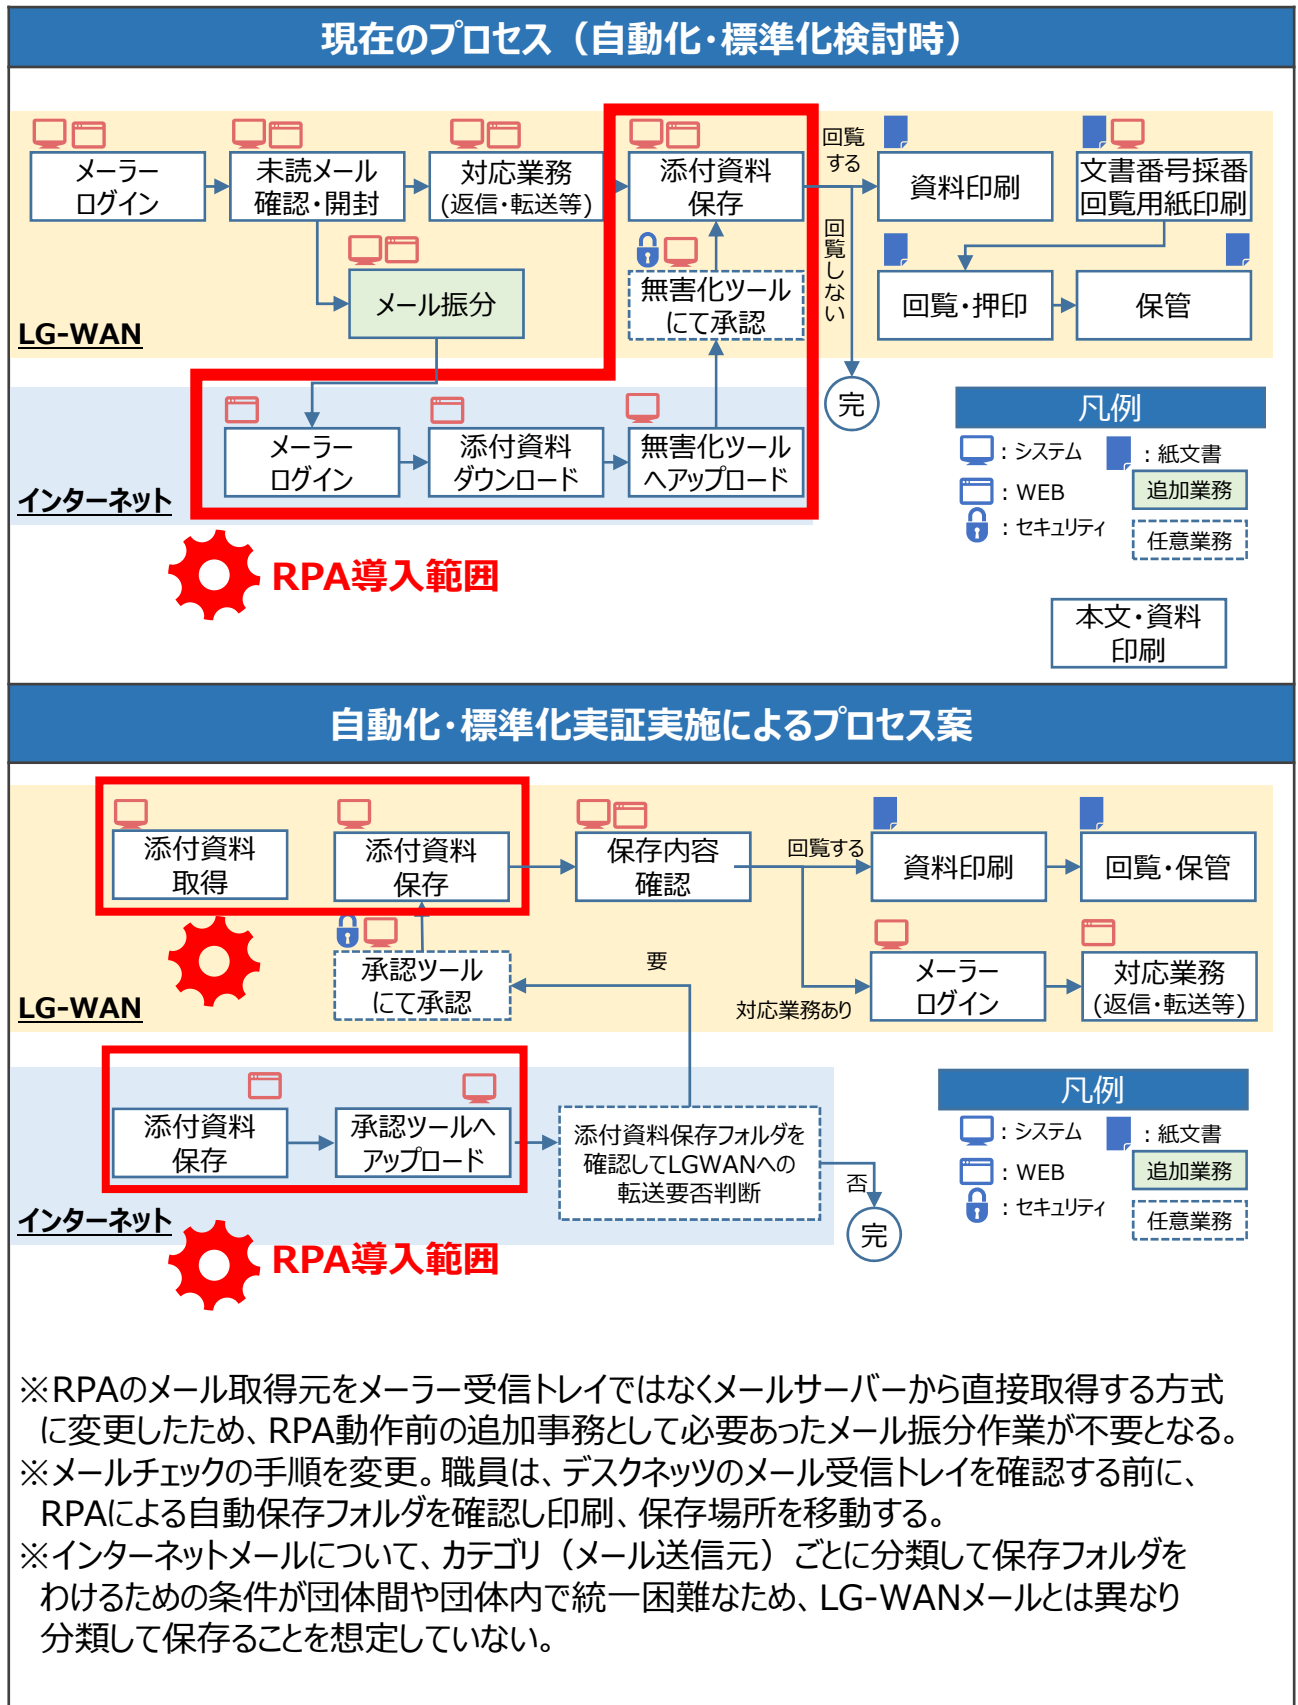 現在のプロセス（自動化・標準化検討時）
メーラー
ログイン
未読メール
確認・開封
対応業務
(返信・転送等)
添付資料
保存
回覧
する
資料印刷
文書番号採番
回覧用紙印刷
回覧しない
メール振分
無害化ツール
にて承認
回覧・押印
保管
LG-WAN
完
メーラー
ログイン
添付資料
ダウンロード
無害化ツール
へアップロード
インターネット
凡例
：システム
：紙文書
：WEB
追加業務
：セキュリティ
任意業務
RPA導入範囲
本文・資料
印刷
自動化・標準化実証実施によるプロセス案
添付資料
取得
添付資料
保存
保存内容
確認
回覧する
資料印刷
回覧・保管
承認ツール
にて承認
要
対応業務あり
メーラー
ログイン
対応業務
(返信・転送等)
LG-WAN
添付資料
保存
承認ツールへ
アップロード
添付資料保存フォルダを
確認してLGWANへの
転送要否判断
否
完
インターネット
凡例
：システム
：紙文書
：WEB
追加業務
：セキュリティ
任意業務
RPA導入範囲
※RPAのメール取得元をメーラー受信トレイではなくメールサーバーから直接取得する方式
に変更したため、RPA動作前の追加事務として必要あったメール振分作業が不要となる。
※メールチェックの手順を変更。職員は、デスクネッツのメール受信トレイを確認する前に、
RPAによる自動保存フォルダを確認し印刷、保存場所を移動する。
※インターネットメールについて、カテゴリ（メール送信元）ごとに分類して保存フォルダを
わけるための条件が団体間や団体内で統一困難なため、LG-WANメールとは異なり
分類して保存ることを想定していない。